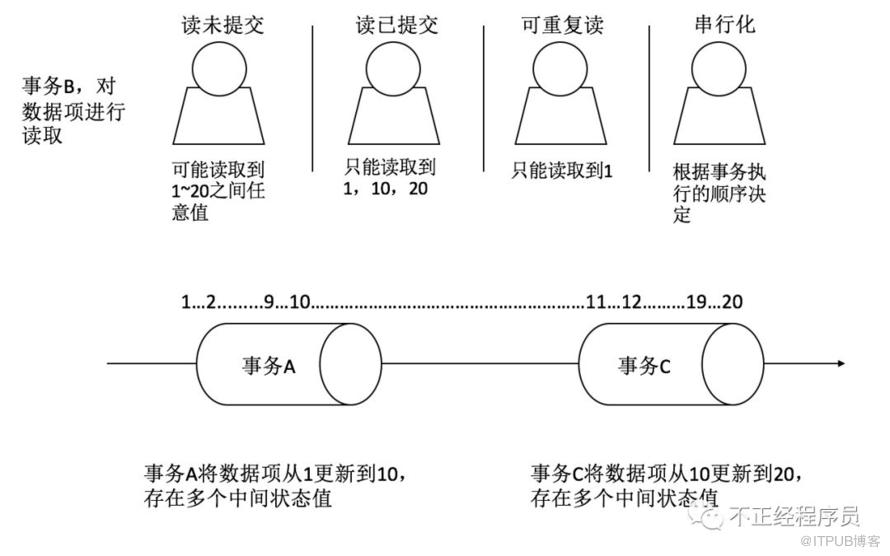 读未提交
读已提交
可重复读
串行化
事务B，对
数据项进行
读取
可能读取到
1~20之间任
意值
只能读取到
1，10，20
只能读取到1
根据事务执
行的顺序决
定
1...2.........9...10......................................................11...12.........19...20
事务A
事务C
事务A将数据项从1更新到10，
存在多个中间状态值
事务C将数据项从10更新到20，
存在多个中间状态值
不正经程序员
@ITPUB博客